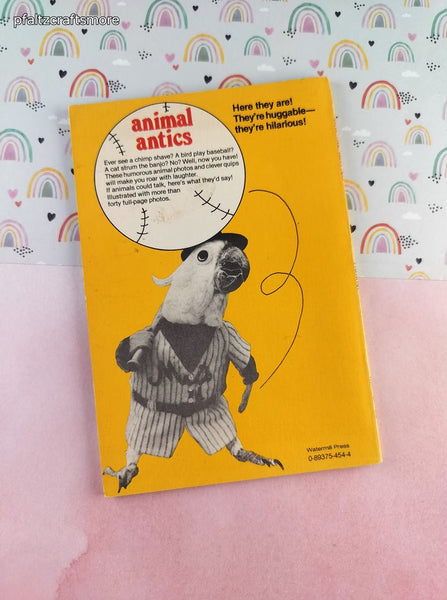 pfaltzcraftsmore
animal
antics
Ever see a chimp shave? A bird play baseball?
A cat strum the banjo? No? Well, now you have!
These humorous animal photos and clever quips
will make you roar with laughter.
If animals could talk, here's what they'd say!
Illustrated with more than
forty full-page photos.
Here they are!
They're huggable—
they're hilarious!
Watermill Press
0-89375-454-4